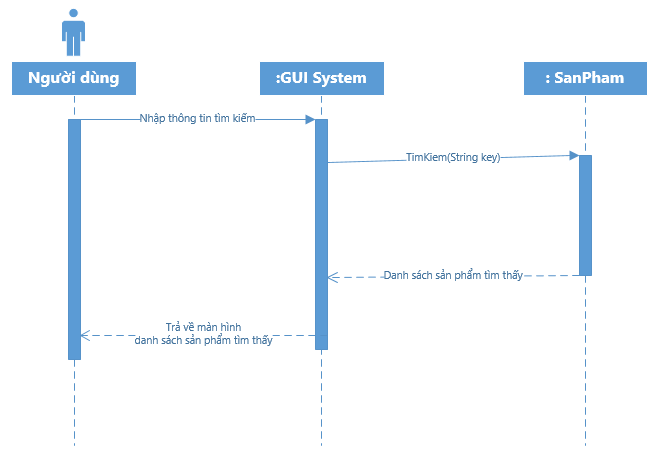 Người dùng
:GUI System
: SanPham
Nhập thông tin tìm kiếm
TimKiem(String key)
Danh sách sản phẩm tìm thấy
Trả về màn hình
danh sách sản phẩm tìm thấy